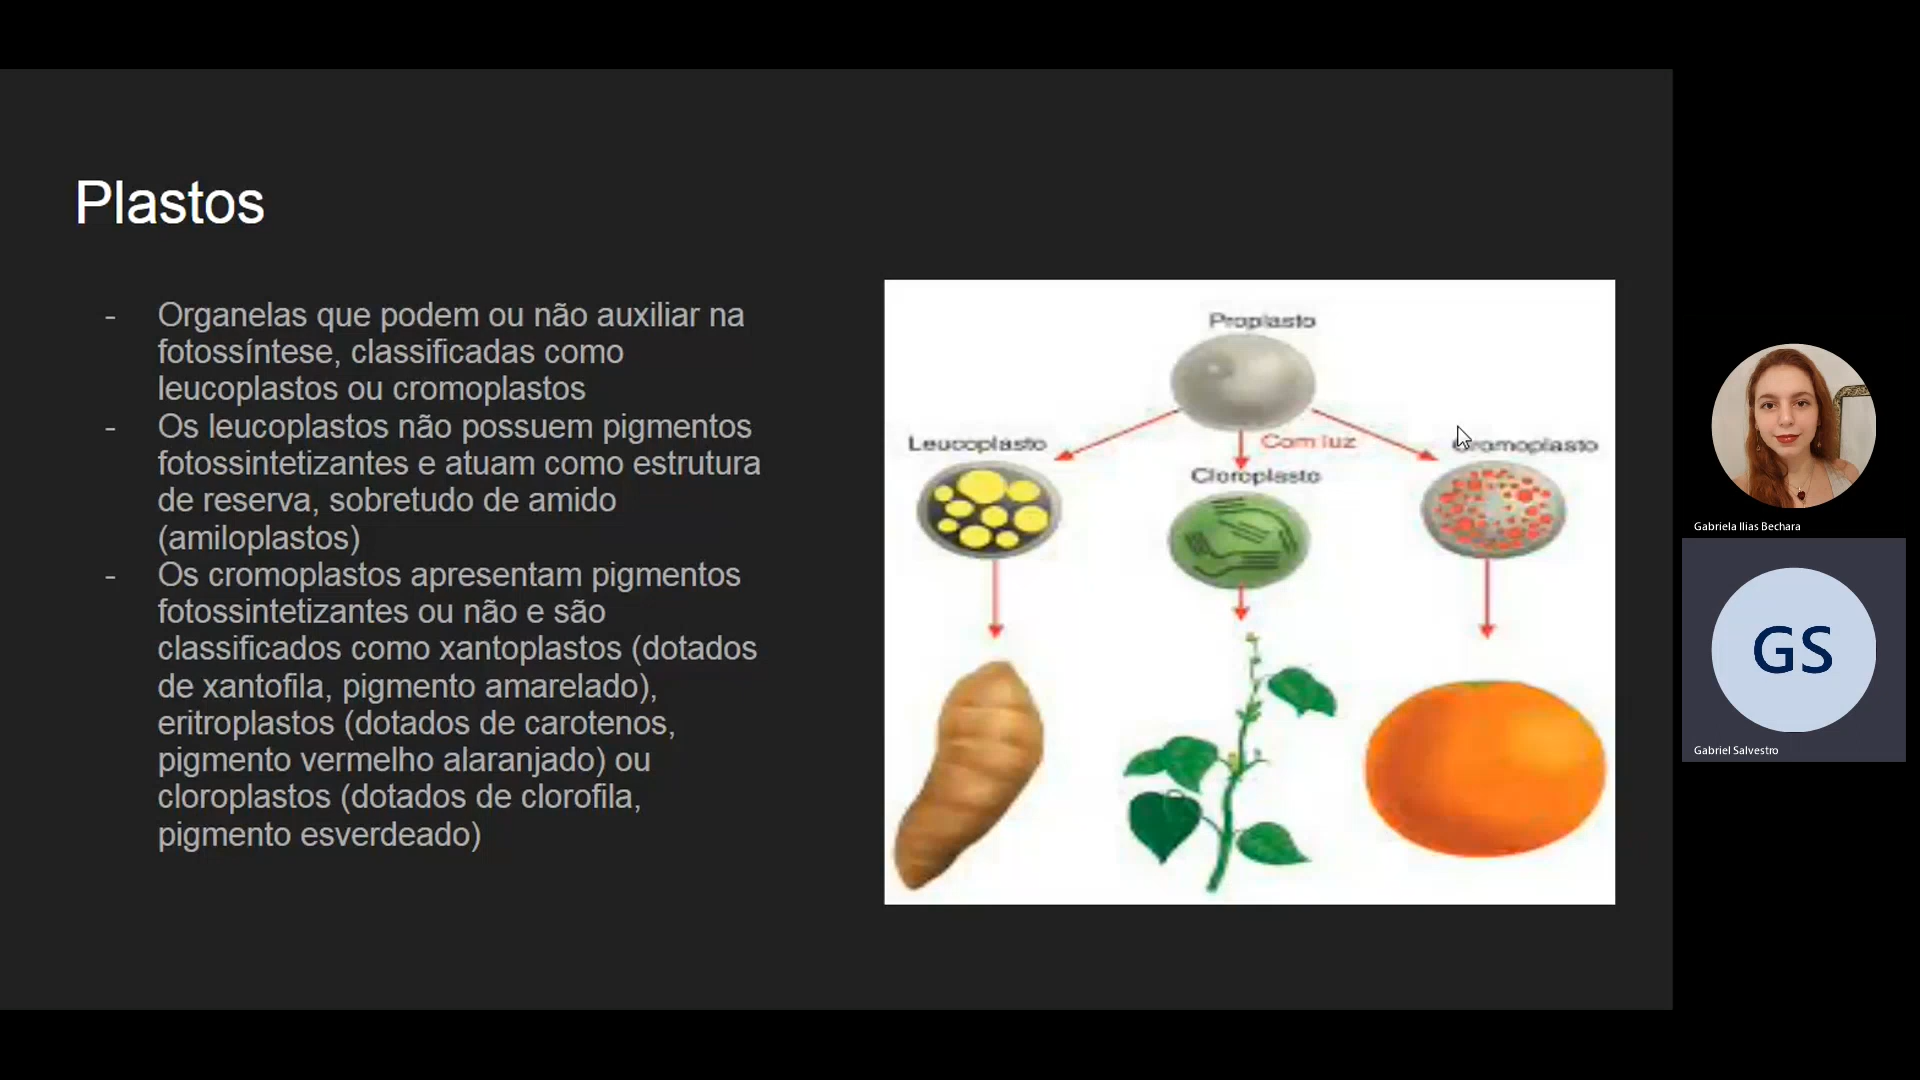 Plastos
- Organelas que podem ou não auxiliar na
fotossíntese, classificadas como
leucoplastos ou cromoplastos
- Os leucoplastos não possuem pigmentos
fotossintetizantes e atuam como estrutura
de reserva, sobretudo de amido
(amiloplastos)
- Os cromoplastos apresentam pigmentos
fotossintetizantes ou não e são
classificados como xantoplastos (dotados
de xantofila, pigmento amarelado),
eritroplastos (dotados de carotenos,
pigmento vermelho alaranjado) ou
cloroplastos (dotados de clorofila,
pigmento esverdeado)
Proplasto
Leucoplasto
Com luz
Cromoplasto
Cloroplasto
Gabriela Ilias Bechara
GS
Gabriel Salvestro